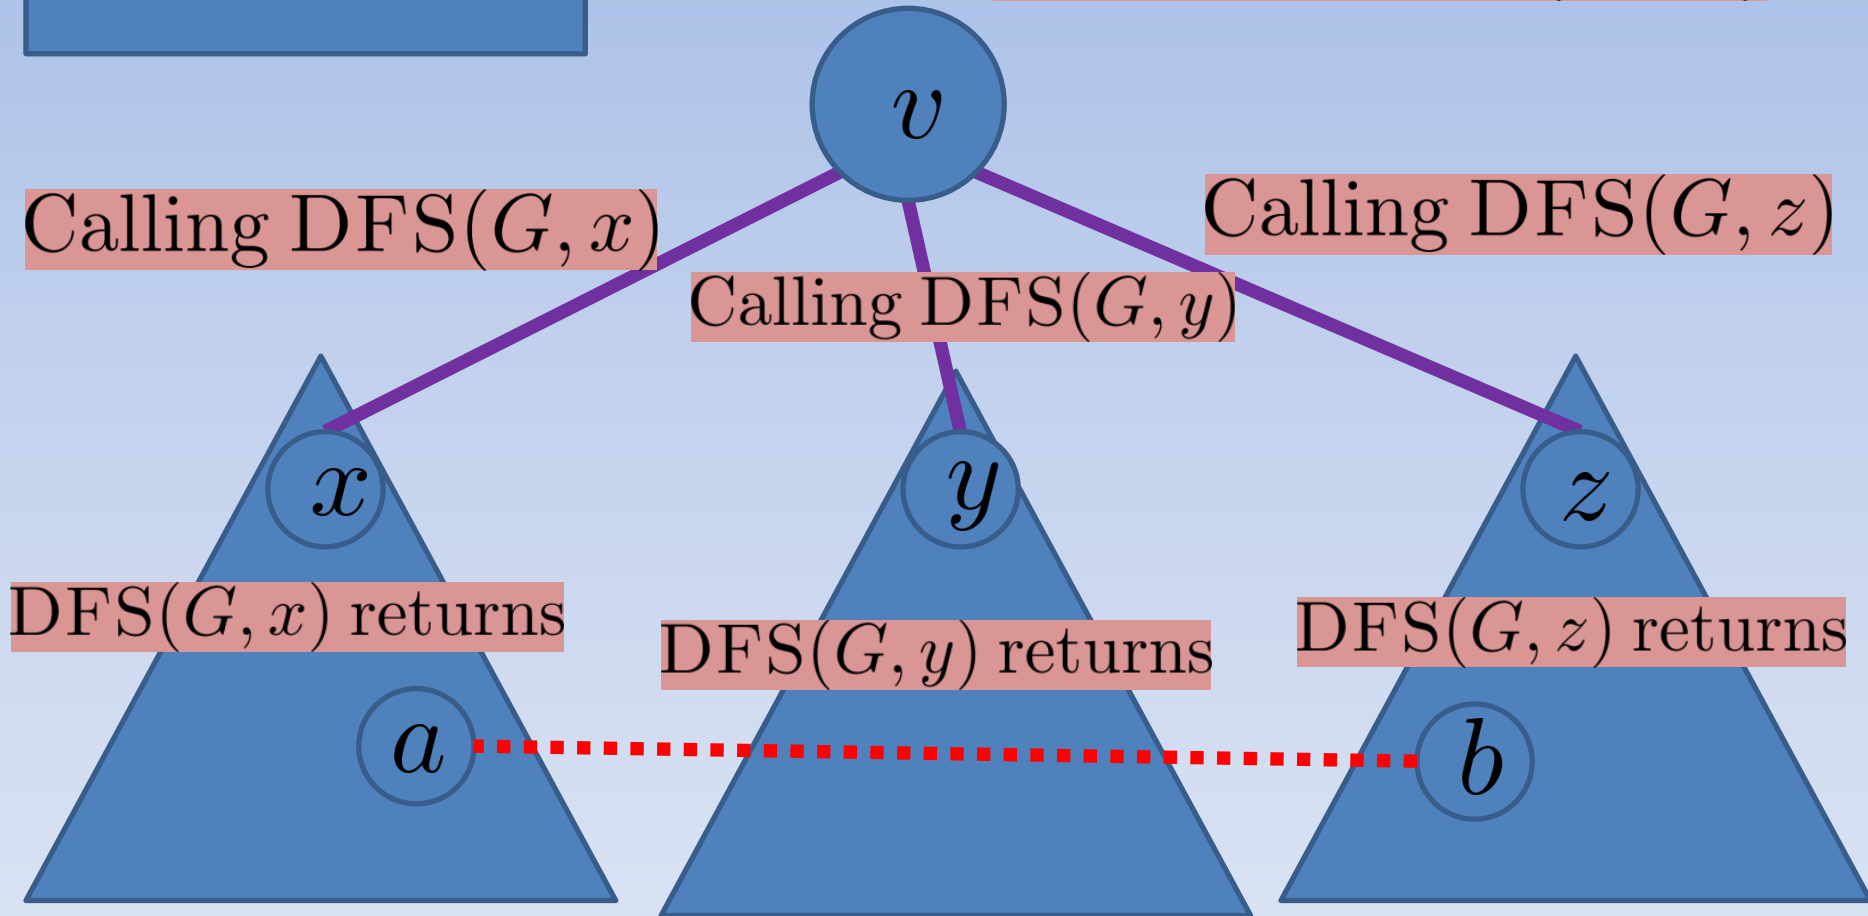 v
Calling DFS(G, x)
Calling DFS(G, z)
Calling DFS(G, y)
x
y
z
DFS(G, x) returns
DFS(G, y) returns
DFS(G, z) returns
a
b